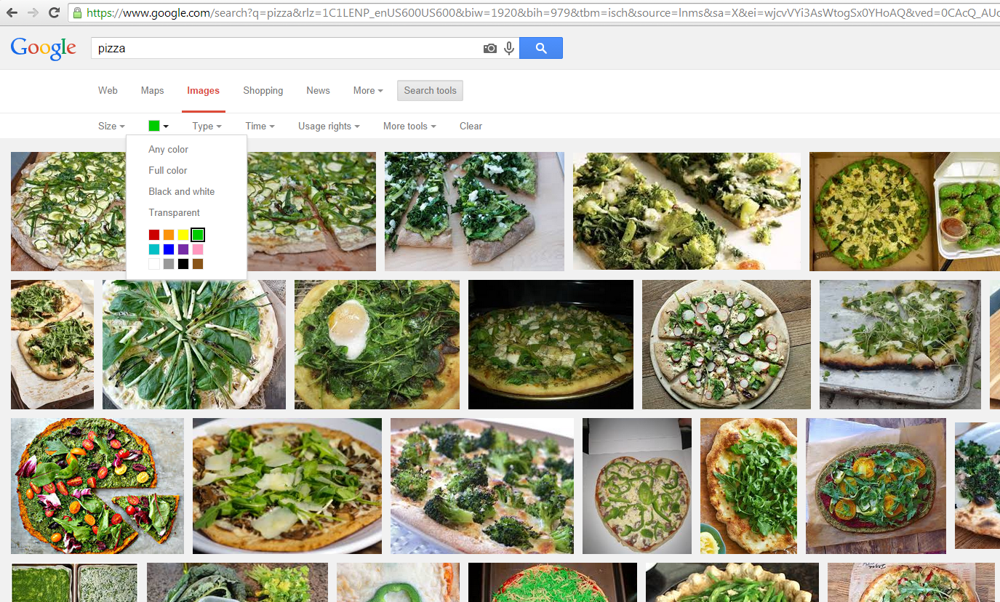 https://www.google.com/search?q=pizza&rlz=1C1LENP_enUS600US600&biw=1920&bih=979&tbm=isch&source=lnms&sa=X&ei=wjcvVYi3AsWtogSx0YHoAQ&ved=0CAcQ_AUo
Google pizza
Web Maps Images Shopping News More Search tools
Size Type Time Usage rights More tools Clear
Any color
Full color
Black and white
Transparent